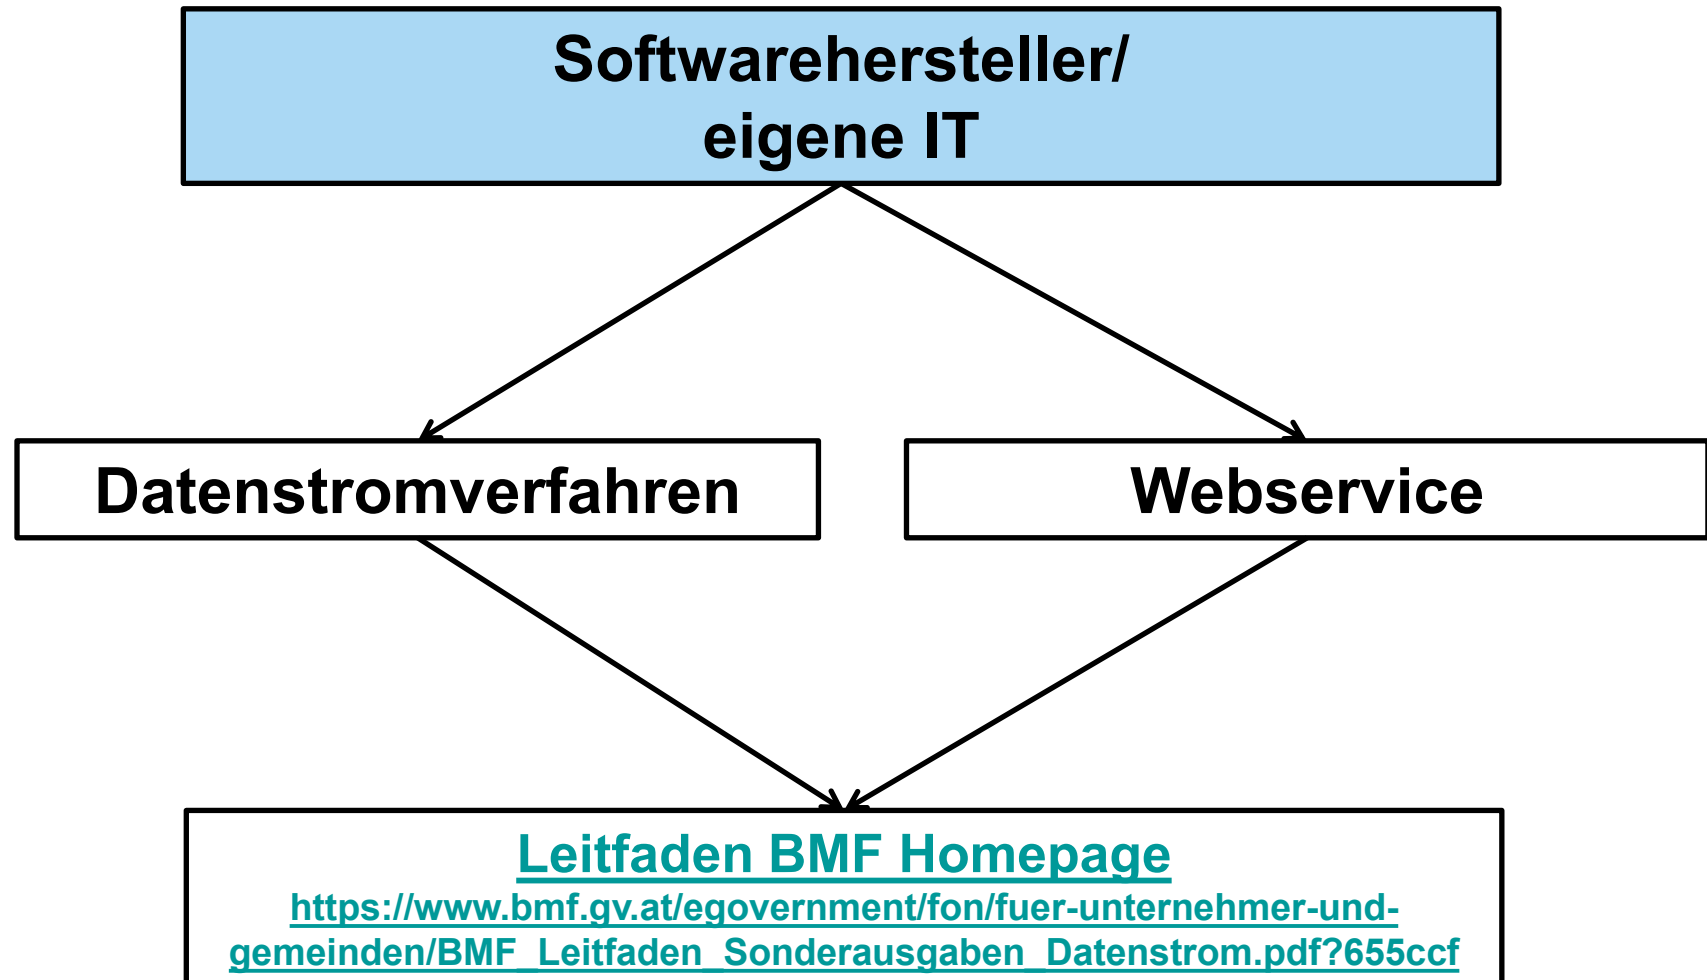 Softwarehersteller/
eigene IT
Datenstromverfahren
Webservice
Leitfaden BMF Homepage
https://www.bmf.gv.at/egovernment/fon/fuer-unternehmer-und-
gemeinden/BMF_Leitfaden_Sonderausgaben_Datenstrom.pdf?655ccf